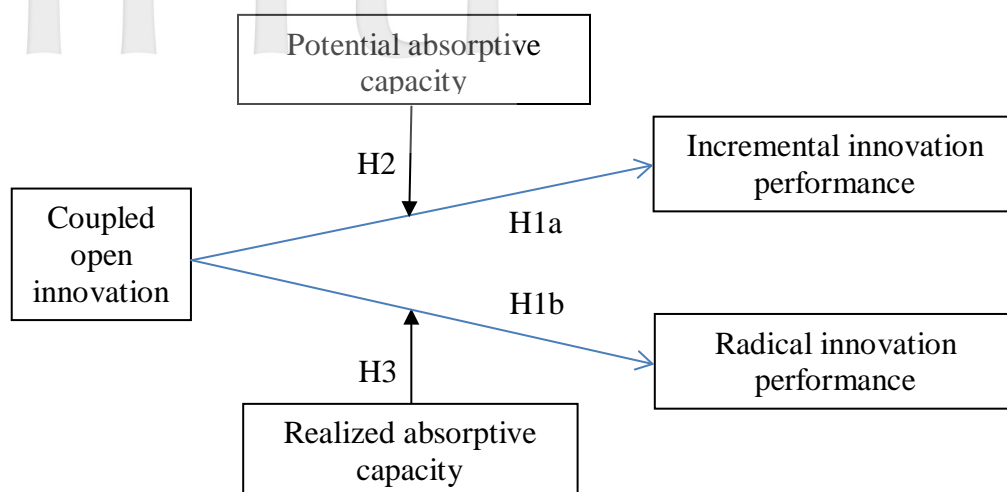 Potential absorptive
capacity
H2
Incremental innovation
performance
Coupled
open
innovation
H1a
H1b
Radical innovation
performance
H3
Realized absorptive
capacity